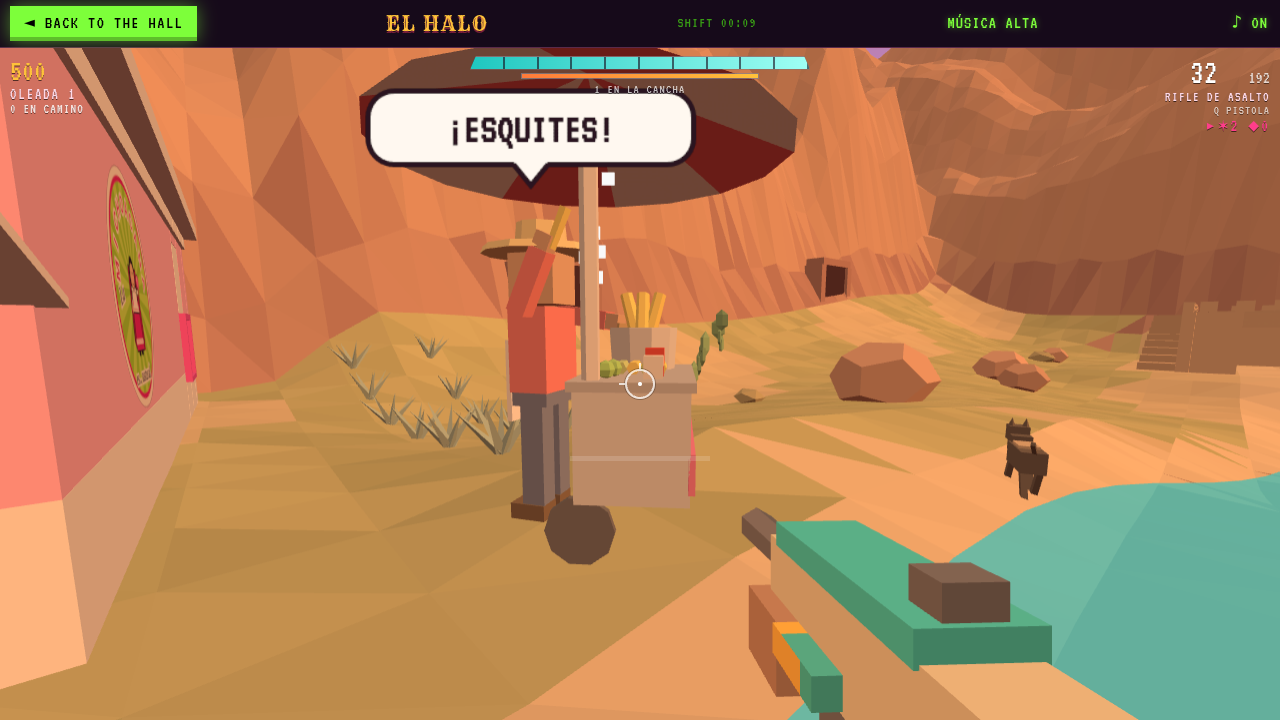 ◄ BACK TO THE HALL
EL HALO
SHIFT 00:09
MÚSICA ALTA
♪ ON
500
OLEADA 1
0 EN CAMINO
1 EN LA CANCHA
32 192
RIFLE DE ASALTO
Q PISTOLA
¡ESQUITES!